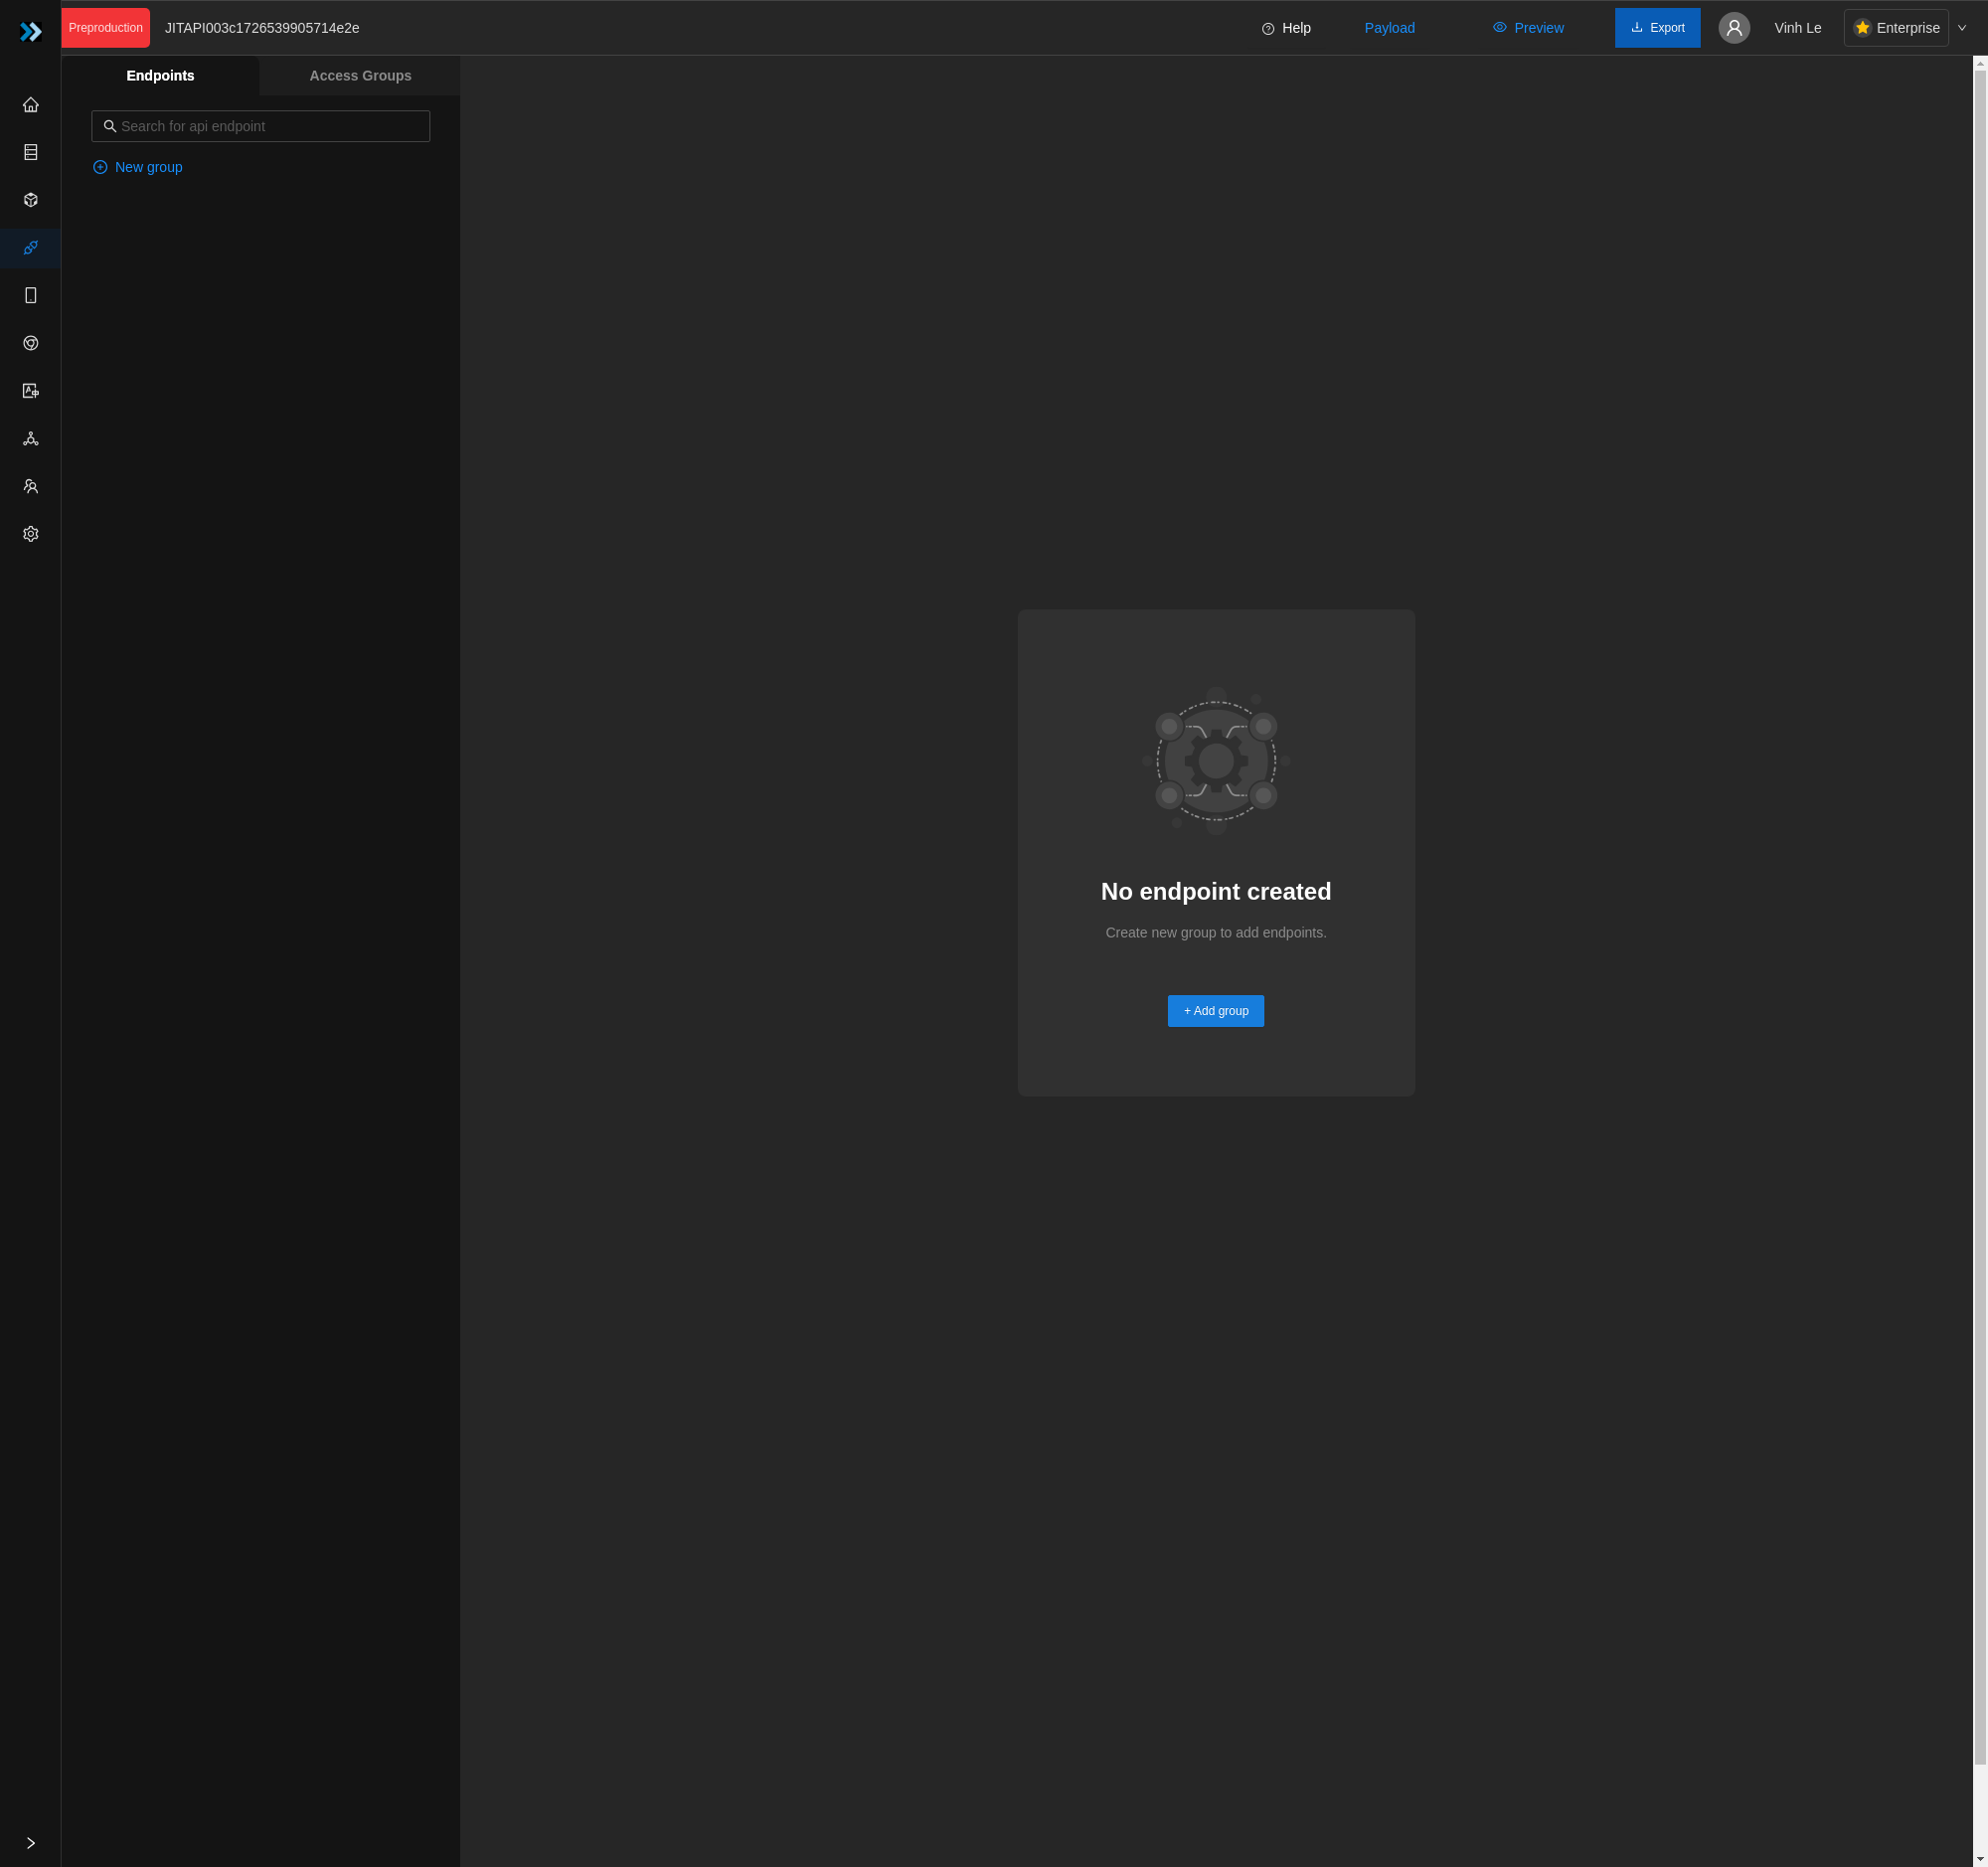 Preproduction JITAPI003c1726539905714e2e Help Payload Preview Export Vinh Le Enterprise
Endpoints Access Groups
Search for api endpoint
New group
No endpoint created
Create new group to add endpoints.
+ Add group